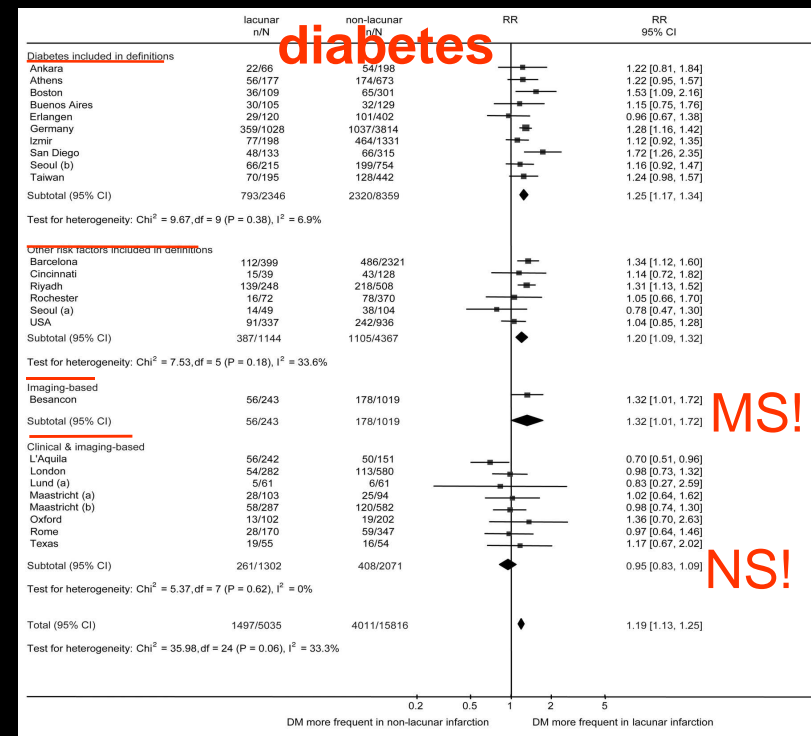 lacunar non-lacunar RR RR
n/N n/N 95% CI
diabetes
Diabetes included in definitions
Ankara 22/66 54/198 1.22 [0.81, 1.84]
Athens 56/177 174/673 1.22 [0.95, 1.57]
Boston 36/109 65/301 1.53 [1.09, 2.16]
Buenos Aires 30/105 32/129 1.15 [0.75, 1.76]
Erlangen 29/120 101/402 0.96 [0.67, 1.38]
Germany 359/1028 1037/3814 1.28 [1.16, 1.42]
Izmir 77/198 464/1331 1.12 [0.92, 1.35]
San Diego 48/133 66/315 1.72 [1.26, 2.35]
Seoul (b) 66/215 199/754 1.16 [0.92, 1.47]
Taiwan 70/195 128/442 1.24 [0.98, 1.57]
Subtotal (95% CI) 793/2346 2320/8359 1.25 [1.17, 1.34]
Test for heterogeneity: Chi² = 9.67, df = 9 (P = 0.38), I² = 6.9%
Other risk factors included in definitions
Barcelona 112/399 486/2321 1.34 [1.12, 1.60]
Cincinnati 15/39 43/128 1.14 [0.72, 1.82]
Riyadh 139/248 218/508 1.31 [1.13, 1.52]
Rochester 16/72 78/370 1.05 [0.66, 1.70]
Seoul (a) 14/49 38/104 0.78 [0.47, 1.30]
USA 91/337 242/936 1.04 [0.85, 1.28]
Subtotal (95% CI) 387/1144 1105/4367 1.20 [1.09, 1.32]
Test for heterogeneity: Chi² = 7.53, df = 5 (P = 0.18), I² = 33.6%
Imaging-based
Besancon 56/243 178/1019 1.32 [1.01, 1.72]
MS!
Subtotal (95% CI) 56/243 178/1019 1.32 [1.01, 1.72]
Clinical & imaging-based
L'Aquila 56/242 50/151 0.70 [0.51, 0.96]
London 54/282 113/580 0.98 [0.73, 1.32]
Lund (a) 5/61 6/61 0.83 [0.27, 2.59]
Maastricht (a) 28/103 25/94 1.02 [0.64, 1.62]
Maastricht (b) 58/287 120/582 0.98 [0.74, 1.30]
Oxford 13/102 19/202 1.36 [0.70, 2.63]
Rome 28/170 59/347 0.97 [0.64, 1.46]
Texas 19/55 16/54 1.17 [0.67, 2.02]
Subtotal (95% CI) 261/1302 408/2071 0.95 [0.83, 1.09]
NS!
Test for heterogeneity: Chi² = 5.37, df = 7 (P = 0.62), I² = 0%
Total (95% CI) 1497/5035 4011/15816 1.19 [1.13, 1.25]
Test for heterogeneity: Chi² = 35.98, df = 24 (P = 0.06), I² = 33.3%
0.2 0.5 1 2 5
DM more frequent in non-lacunar infarction DM more frequent in lacunar infarction